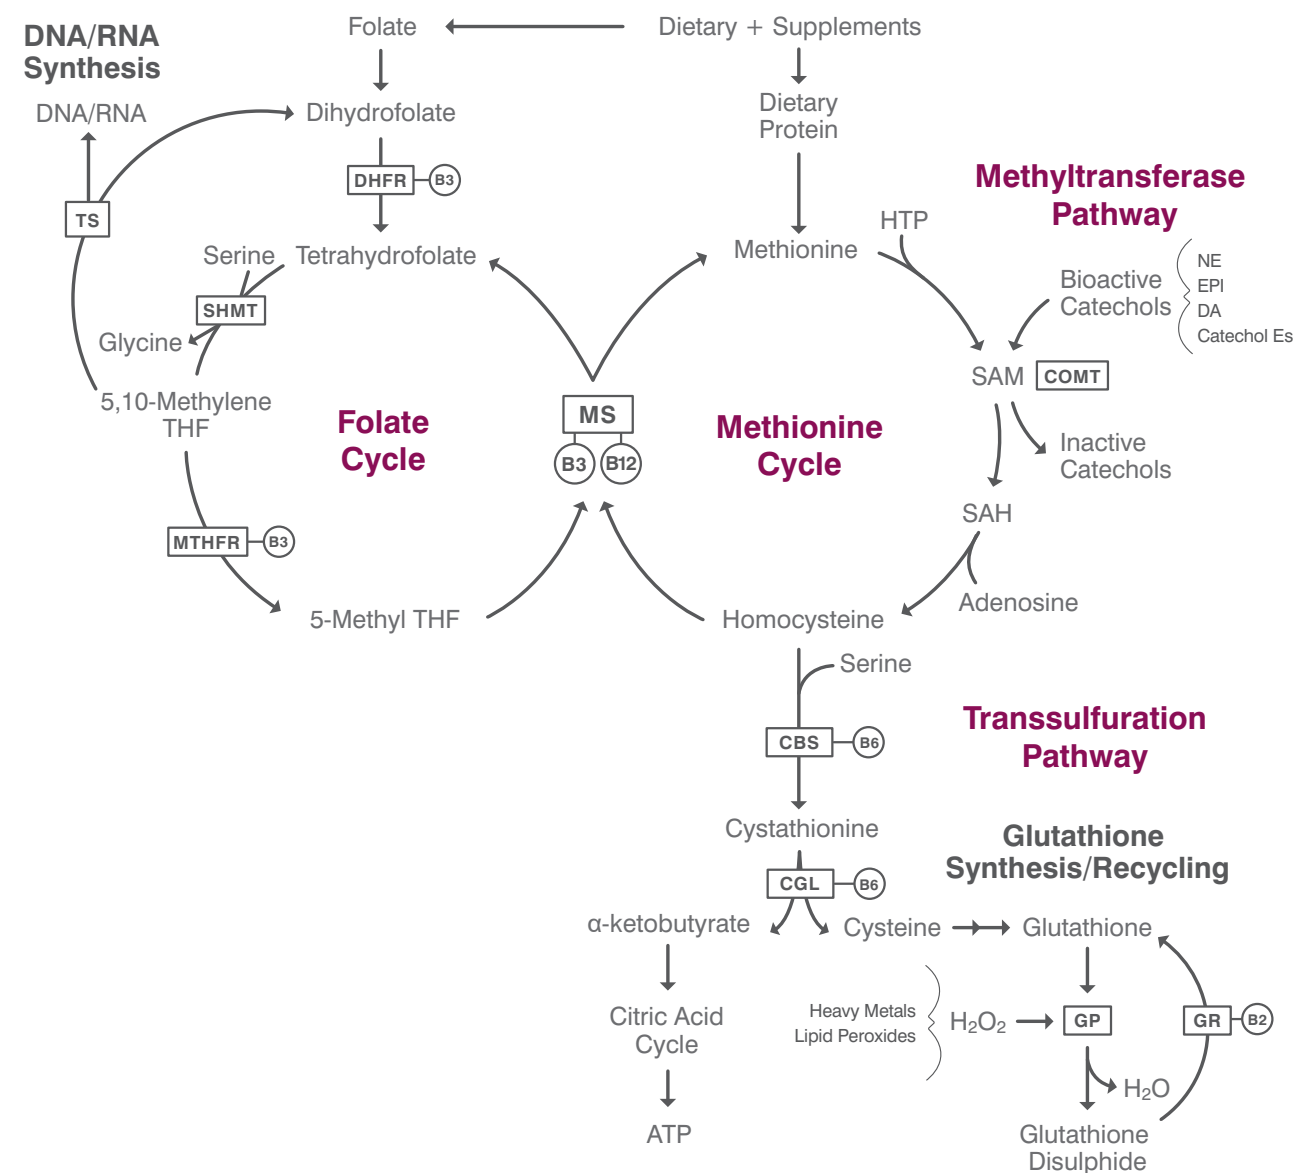 DNA/RNA
Synthesis
DNA/RNA
Folate
Dietary + Supplements
Dihydrofolate
Dietary
Protein
DHFR
B3
TS
Methyltransferase
Pathway
HTP
Serine
Tetrahydrofolate
Methionine
Bioactive
Catechols
NE
EPI
DA
Catechol Es
SHMT
Glycine
SAM
COMT
5,10-Methylene
THF
Folate
Cycle
MS
B3
B12
Methionine
Cycle
Inactive
Catechols
SAH
MTHFR
B3
Adenosine
5-Methyl THF
Homocysteine
Serine
Transsulfuration
Pathway
CBS
B6
Cystathionine
Glutathione
Synthesis/Recycling
CGL
B6
α-ketobutyrate
Cysteine
Glutathione
Citric Acid
Cycle
Heavy Metals
Lipid Peroxides
H₂O₂
GP
GR
B2
H₂O
ATP
Glutathione
Disulphide